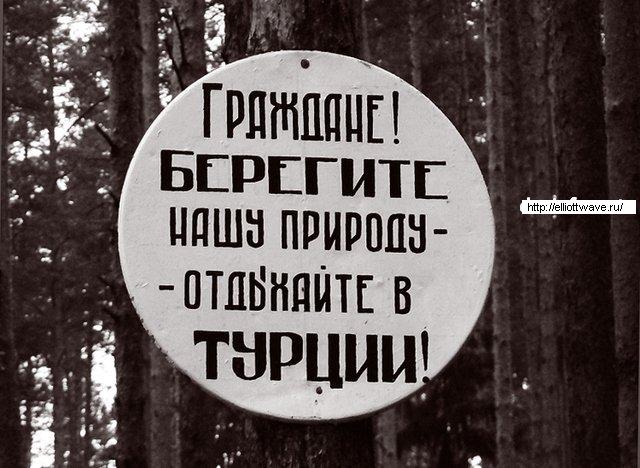 ГРАЖДАНЕ!
БЕРЕГИТЕ
НАШУ ПРИРОДУ-
-ОТДЫХАЙТЕ В
ТУРЦИИ!
http://elliottwave.ru/